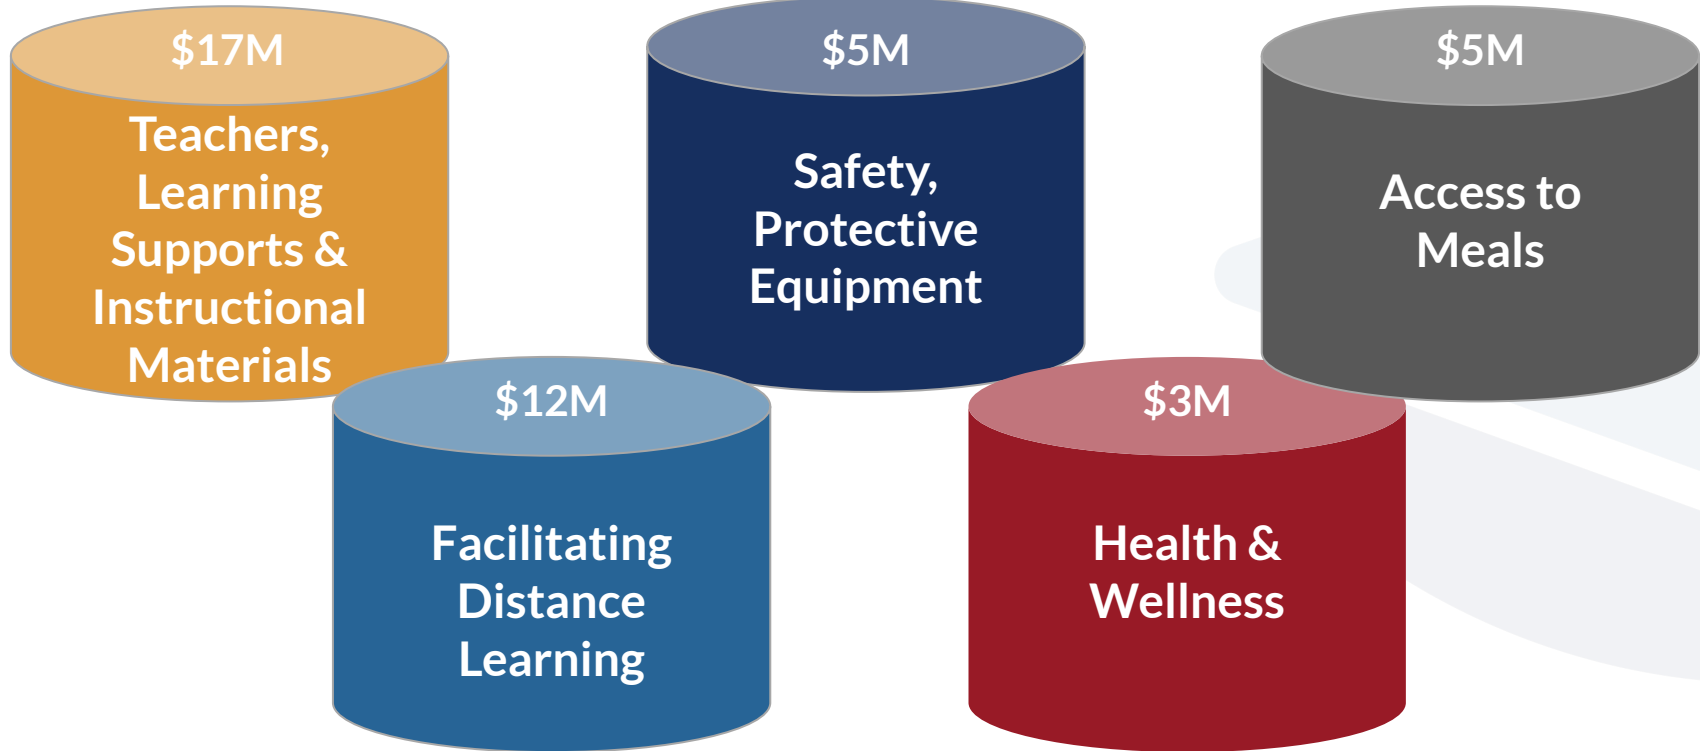 $17M
Teachers,
Learning
Supports &
Instructional
Materials
$12M
Facilitating
Distance
Learning
$5M
Safety,
Protective
Equipment
$3M
Health &
Wellness
$5M
Access to
Meals